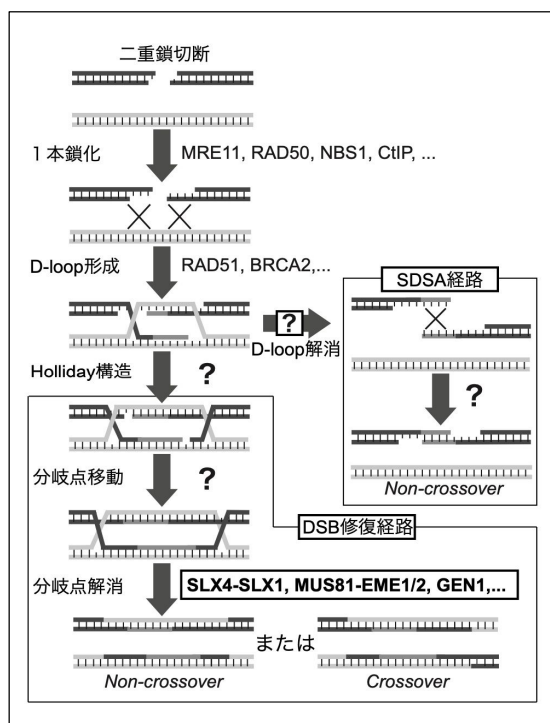 二重鎖切断
1本鎖化
MRE11, RAD50, NBS1, CtIP, ...
D-loop形成
RAD51, BRCA2,...
SDSA経路
?
D-loop解消
Holliday構造
?
?
Non-crossover
分岐点移動
?
DSB修復経路
分岐点解消
SLX4-SLX1, MUS81-EME1/2, GEN1,...
または
Non-crossover
Crossover